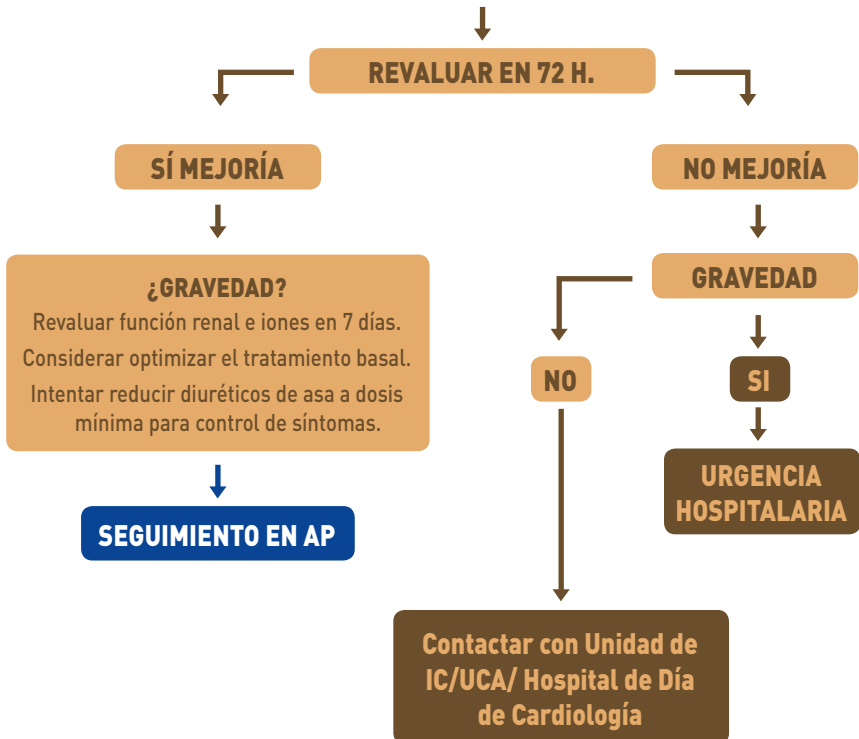 REVALUAR EN 72 H.
SÍ MEJORÍA
NO MEJORÍA
¿GRAVEDAD?
Revaluar función renal e iones en 7 días.
Considerar optimizar el tratamiento basal.
Intentar reducir diuréticos de asa a dosis
mínima para control de síntomas.
GRAVEDAD
NO
SI
SEGUIMIENTO EN AP
URGENCIA
HOSPITALARIA
Contactar con Unidad de
IC/UCA/ Hospital de Día
de Cardiología